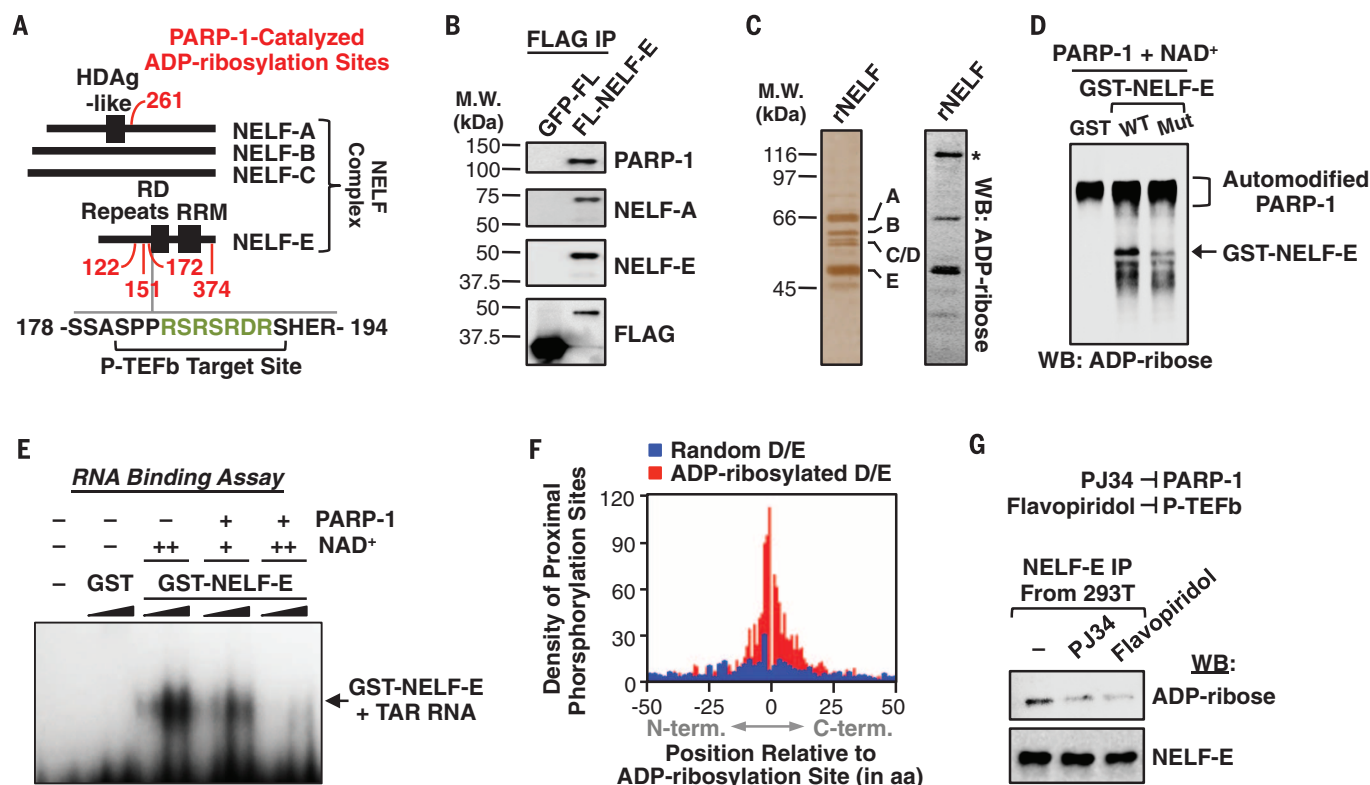 A
PARP-1-Catalyzed
ADP-ribosylation Sites
HDAg
-like
261
NELF-A
NELF-B
NELF-C
RD
Repeats
RRM
NELF-E
NELF
Complex
122
151
172
374
178 -SSASPPRSRSRDRSHER- 194
P-TEFb Target Site
B
FLAG IP
M.W.
(kDa)
GFP-FL
FL-NELF-E
150
100
PARP-1
75
50
NELF-A
50
37.5
NELF-E
50
37.5
FLAG
C
M.W.
(kDa)
rNELF
rNELF
116
97
66
45
A
B
C/D
E
*
WB: ADP-ribose
D
PARP-1 + NAD+
GST-NELF-E
GST WT Mut
Automodified
PARP-1
GST-NELF-E
WB: ADP-ribose
E
RNA Binding Assay
– – – + + PARP-1
– – ++ + ++ NAD+
– GST GST-NELF-E
GST-NELF-E
+ TAR RNA
F
Random D/E
ADP-ribosylated D/E
Density of Proximal
Phorsphorylation Sites
120
90
60
30
0
-50 -25 0 25 50
N-term. C-term.
Position Relative to
ADP-ribosylation Site (in aa)
G
PJ34 ⊣ PARP-1
Flavopiridol ⊣ P-TEFb
NELF-E IP
From 293T
– PJ34 Flavopiridol
WB:
ADP-ribose
NELF-E